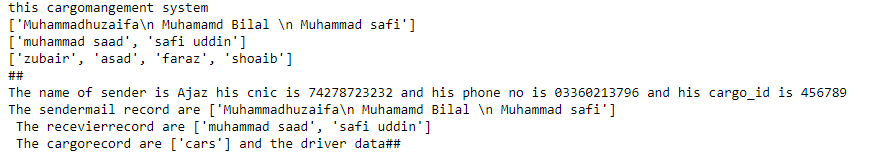 this cargomangement system
['Muhammadhuzaifa\n Muhamamd Bilal \n Muhammad safi']
['muhammad saad', 'safi uddin']
['zubair', 'asad', 'faraz', 'shoaib']
##
The name of sender is Ajaz his cnic is 74278723232 and his phone no is 03360213796 and his cargo_id is 456789
The sendermail record are ['Muhammadhuzaifa\n Muhamamd Bilal \n Muhammad safi']
 The recevierrecord are ['muhammad saad', 'safi uddin']
 The cargorecord are ['cars'] and the driver data##